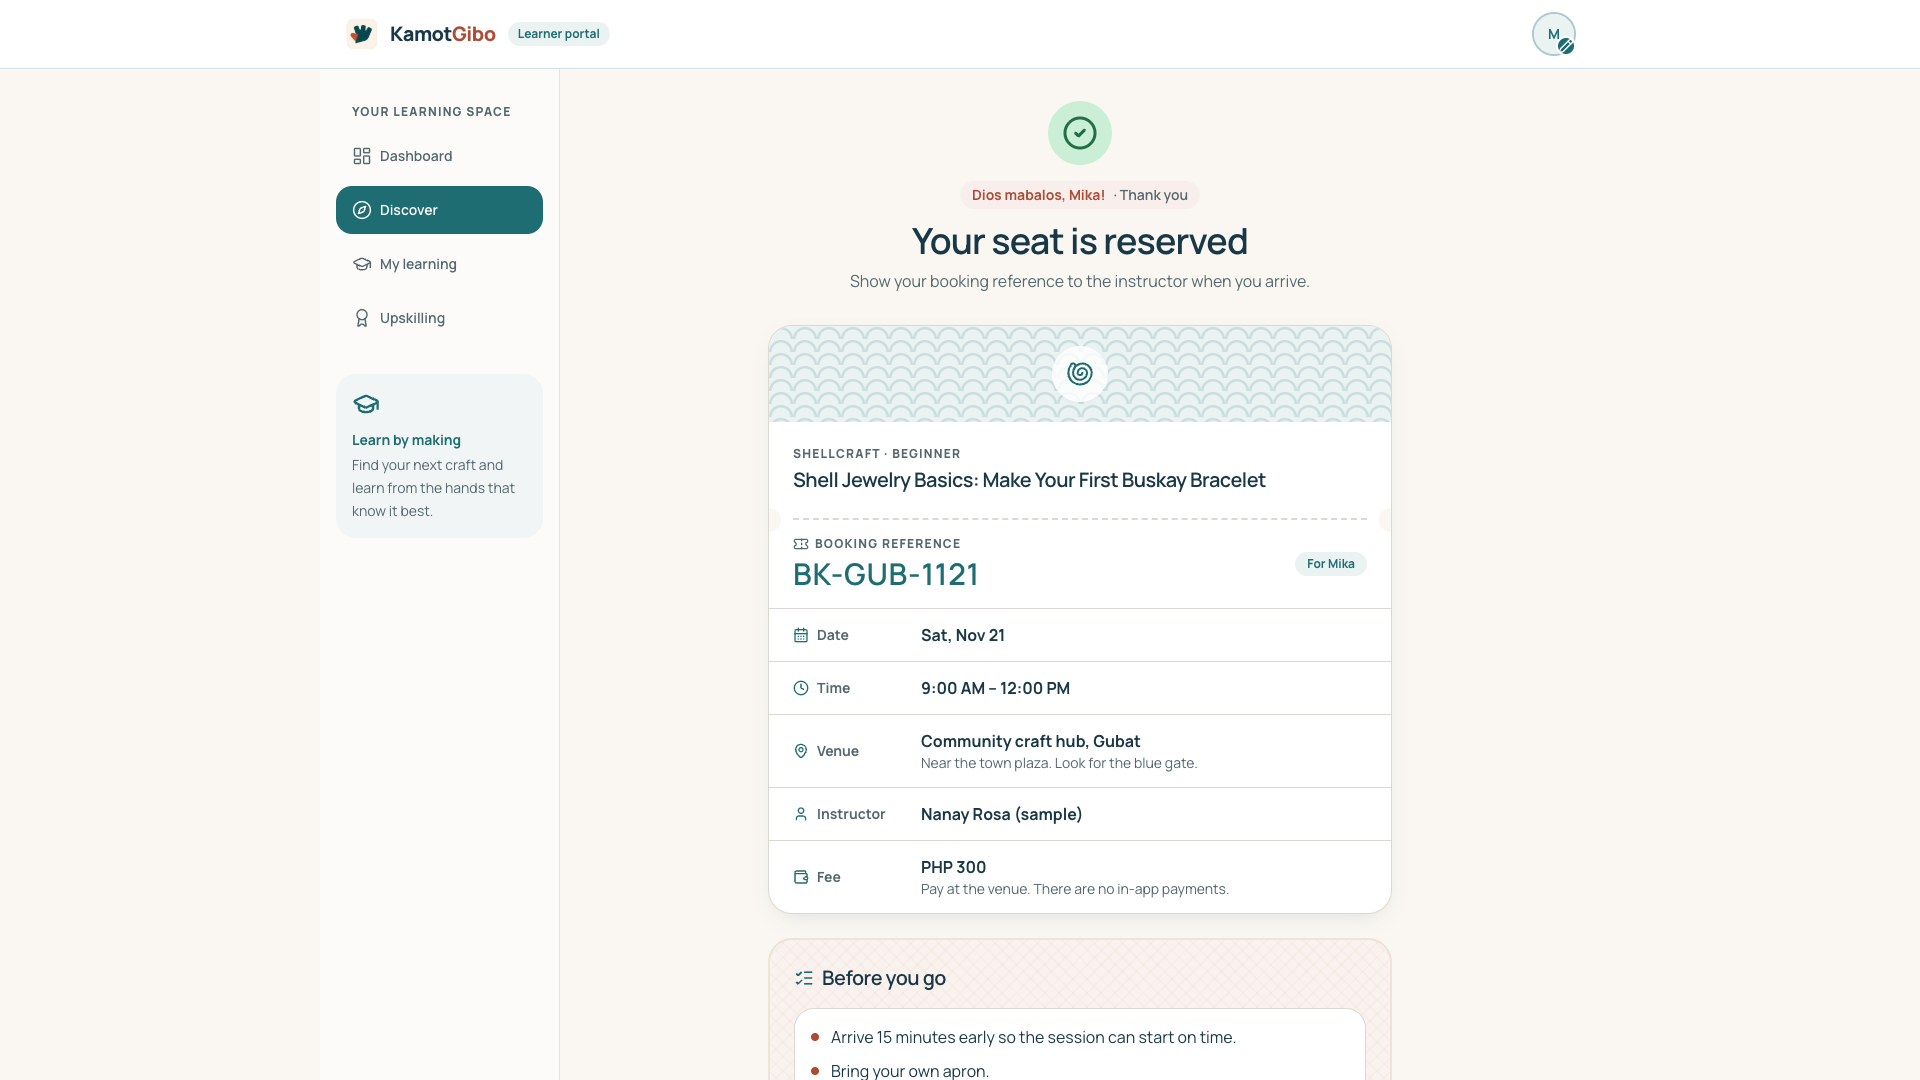 KamotGibo
Learner portal
M
YOUR LEARNING SPACE
Dashboard
Discover
My learning
Upskilling
Learn by making
Find your next craft and
learn from the hands that
know it best.
Dios mabalos, Mika! · Thank you
Your seat is reserved
Show your booking reference to the instructor when you arrive.
SHELLCRAFT · BEGINNER
Shell Jewelry Basics: Make Your First Buskay Bracelet
BOOKING REFERENCE
BK-GUB-1121
For Mika
Date Sat, Nov 21
Time 9:00 AM – 12:00 PM
Venue Community craft hub, Gubat
Near the town plaza. Look for the blue gate.
Instructor Nanay Rosa (sample)
Fee PHP 300
Pay at the venue. There are no in-app payments.
Before you go
Arrive 15 minutes early so the session can start on time.
Bring your own apron.